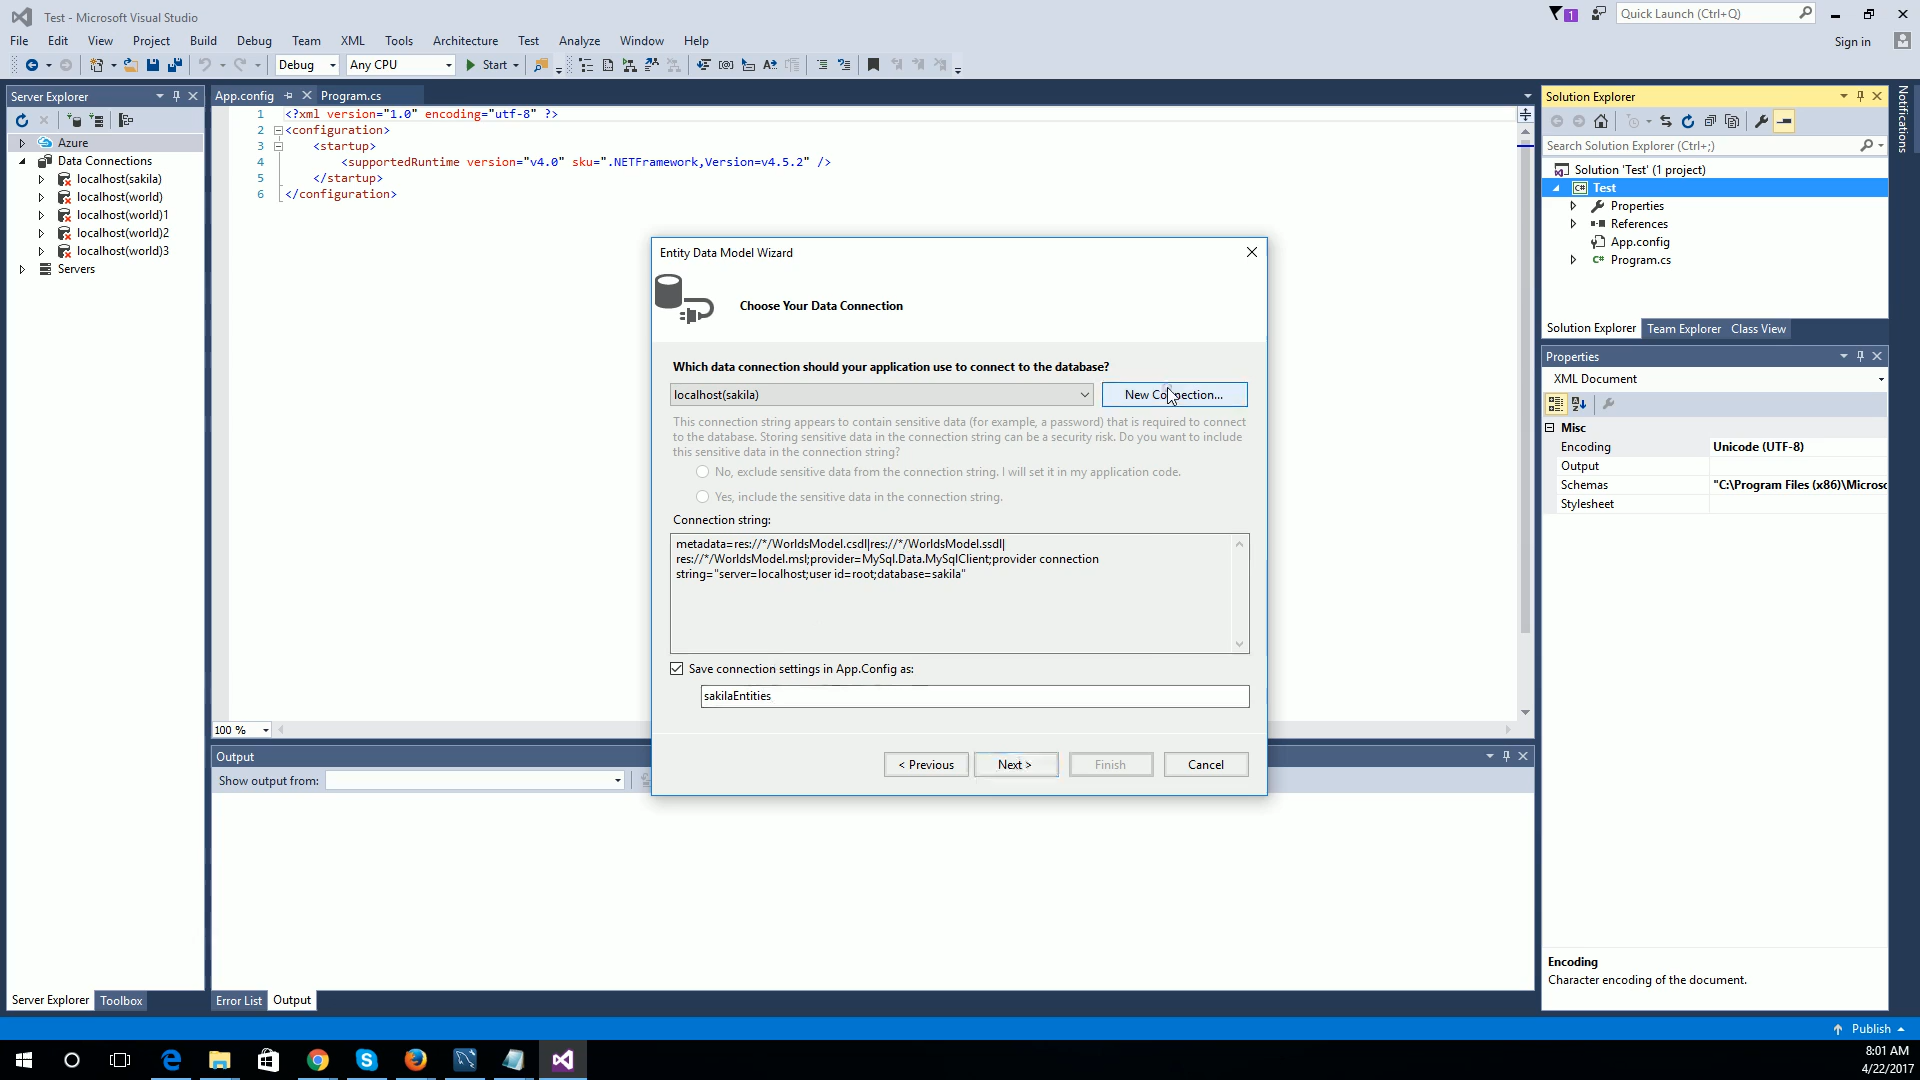 Test - Microsoft Visual Studio
1
Quick Launch (Ctrl+Q)
File Edit View Project Build Debug Team XML Tools Architecture Test Analyze Window Help
Sign in
Debug Any CPU Start
Server Explorer
Azure
Data Connections
localhost(sakila)
localhost(world)
localhost(world)1
localhost(world)2
localhost(world)3
Servers
App.config Program.cs
1 <?xml version="1.0" encoding="utf-8" ?>
2 <configuration>
3 <startup>
4 <supportedRuntime version="v4.0" sku=".NETFramework,Version=v4.5.2" />
5 </startup>
6 </configuration>
100 %
Entity Data Model Wizard
Choose Your Data Connection
Which data connection should your application use to connect to the database?
localhost(sakila) New Connection...
This connection string appears to contain sensitive data (for example, a password) that is required to connect
to the database. Storing sensitive data in the connection string can be a security risk. Do you want to include
this sensitive data in the connection string?
No, exclude sensitive data from the connection string. I will set it in my application code.
Yes, include the sensitive data in the connection string.
Connection string:
metadata=res://*/WorldsModel.csdl|res://*/WorldsModel.ssdl|
res://*/WorldsModel.msl;provider=MySql.Data.MySqlClient;provider connection
string="server=localhost;user id=root;database=sakila"
Save connection settings in App.Config as:
sakilaEntities
< Previous Next > Finish Cancel
Output
Show output from:
Server Explorer Toolbox
Error List Output
Solution Explorer
Search Solution Explorer (Ctrl+;)
Solution 'Test' (1 project)
C# Test
Properties
References
App.config
C# Program.cs
Solution Explorer Team Explorer Class View
Properties
XML Document
Misc
Encoding Unicode (UTF-8)
Output
Schemas "C:\Program Files (x86)\Microso
Stylesheet
Encoding
Character encoding of the document.
Notifications
Publish
8:01 AM
4/22/2017